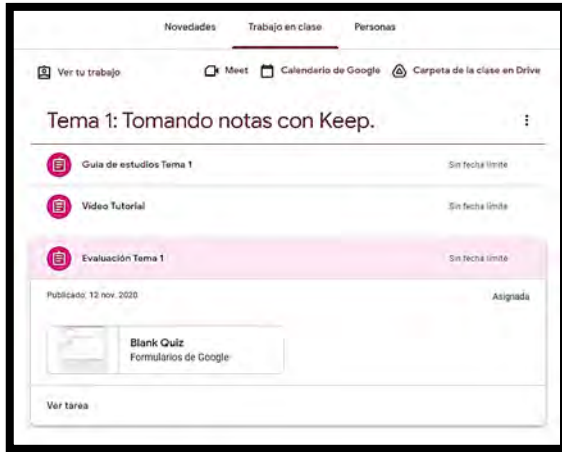 Novedades Trabajo en clase Personas
Ver tu trabajo Meet Calendario de Google Carpeta de la clase en Drive
Tema 1: Tomando notas con Keep.
Guia de estudios Tema 1 Sin fecha límite
Video Tutorial Sin fecha límite
Evaluación Tema 1 Sin fecha límite
Publicado: 12 nov. 2020 Asignada
Blank Quiz
Formularios de Google
Ver tarea